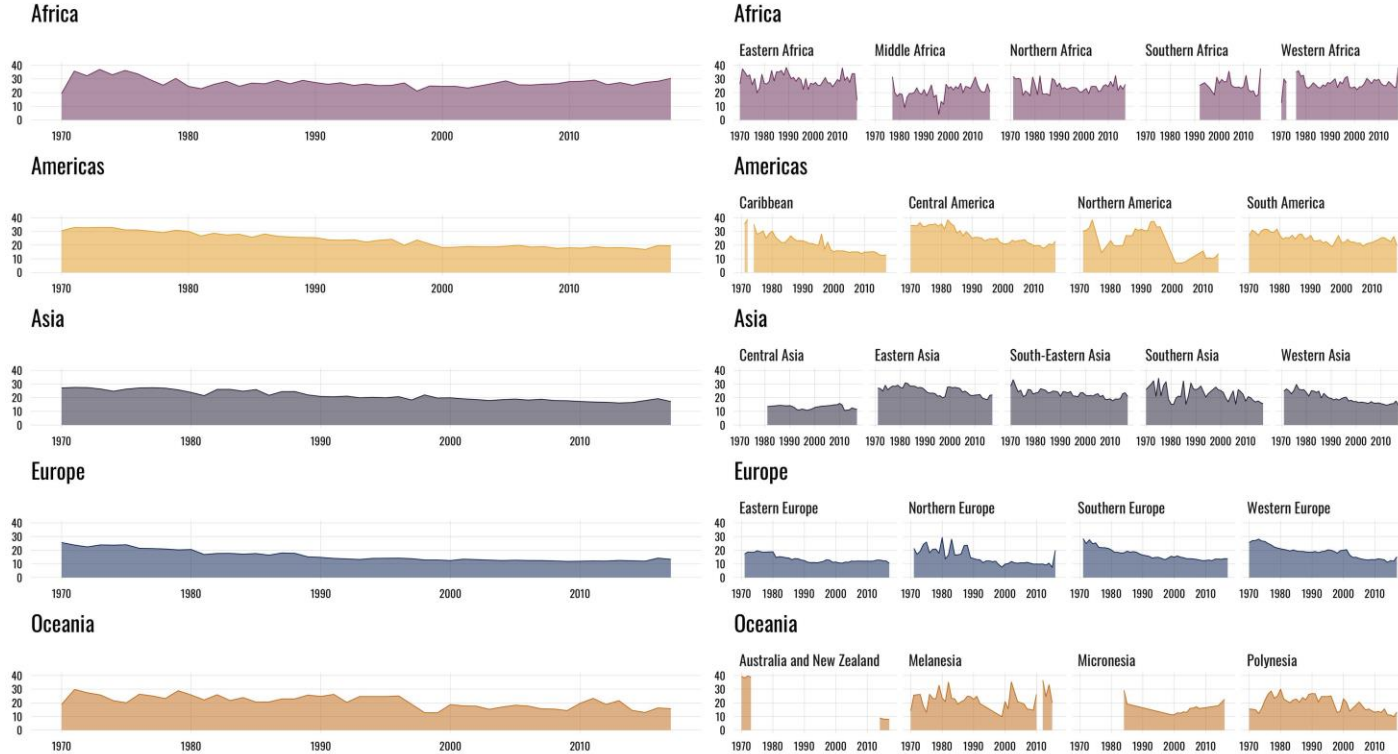 Africa
40
30
20
10
0
1970 1980 1990 2000 2010
Americas
40
30
20
10
0
1970 1980 1990 2000 2010
Asia
40
30
20
10
0
1970 1980 1990 2000 2010
Europe
40
30
20
10
0
1970 1980 1990 2000 2010
Oceania
40
30
20
10
0
1970 1980 1990 2000 2010
Africa
Eastern Africa Middle Africa Northern Africa Southern Africa Western Africa
40
30
20
10
0
1970 1980 1990 2000 2010 1970 1980 1990 2000 2010 1970 1980 1990 2000 2010 1970 1980 1990 2000 2010 1970 1980 1990 2000 2010
Americas
Caribbean Central America Northern America South America
40
30
20
10
0
1970 1980 1990 2000 2010 1970 1980 1990 2000 2010 1970 1980 1990 2000 2010 1970 1980 1990 2000 2010
Asia
Central Asia Eastern Asia South-Eastern Asia Southern Asia Western Asia
40
30
20
10
0
1970 1980 1990 2000 2010 1970 1980 1990 2000 2010 1970 1980 1990 2000 2010 1970 1980 1990 2000 2010 1970 1980 1990 2000 2010
Europe
Eastern Europe Northern Europe Southern Europe Western Europe
40
30
20
10
0
1970 1980 1990 2000 2010 1970 1980 1990 2000 2010 1970 1980 1990 2000 2010 1970 1980 1990 2000 2010
Oceania
Australia and New Zealand Melanesia Micronesia Polynesia
40
30
20
10
0
1970 1980 1990 2000 2010 1970 1980 1990 2000 2010 1970 1980 1990 2000 2010 1970 1980 1990 2000 2010